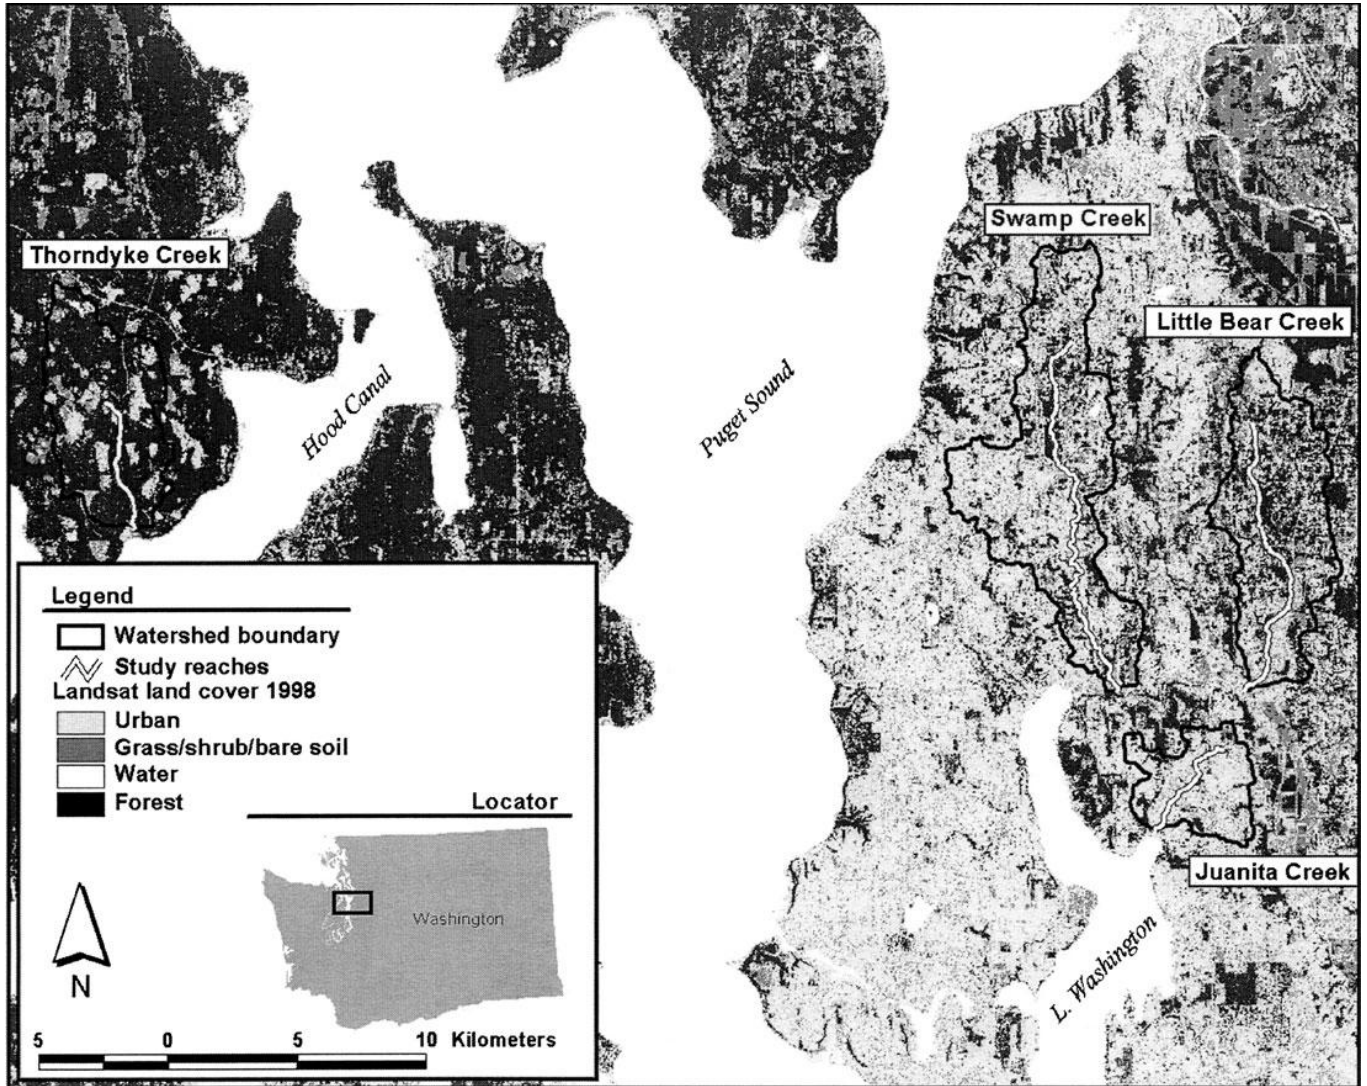 Swamp Creek
Thorndyke Creek
Little Bear Creek
Hood Canal
Puget Sound
Legend
Watershed boundary
Study reaches
Landsat land cover 1998
Urban
Grass/shrub/bare soil
Water
Forest
Locator
Washington
N
5 0 5 10 Kilometers
Juanita Creek
L. Washington